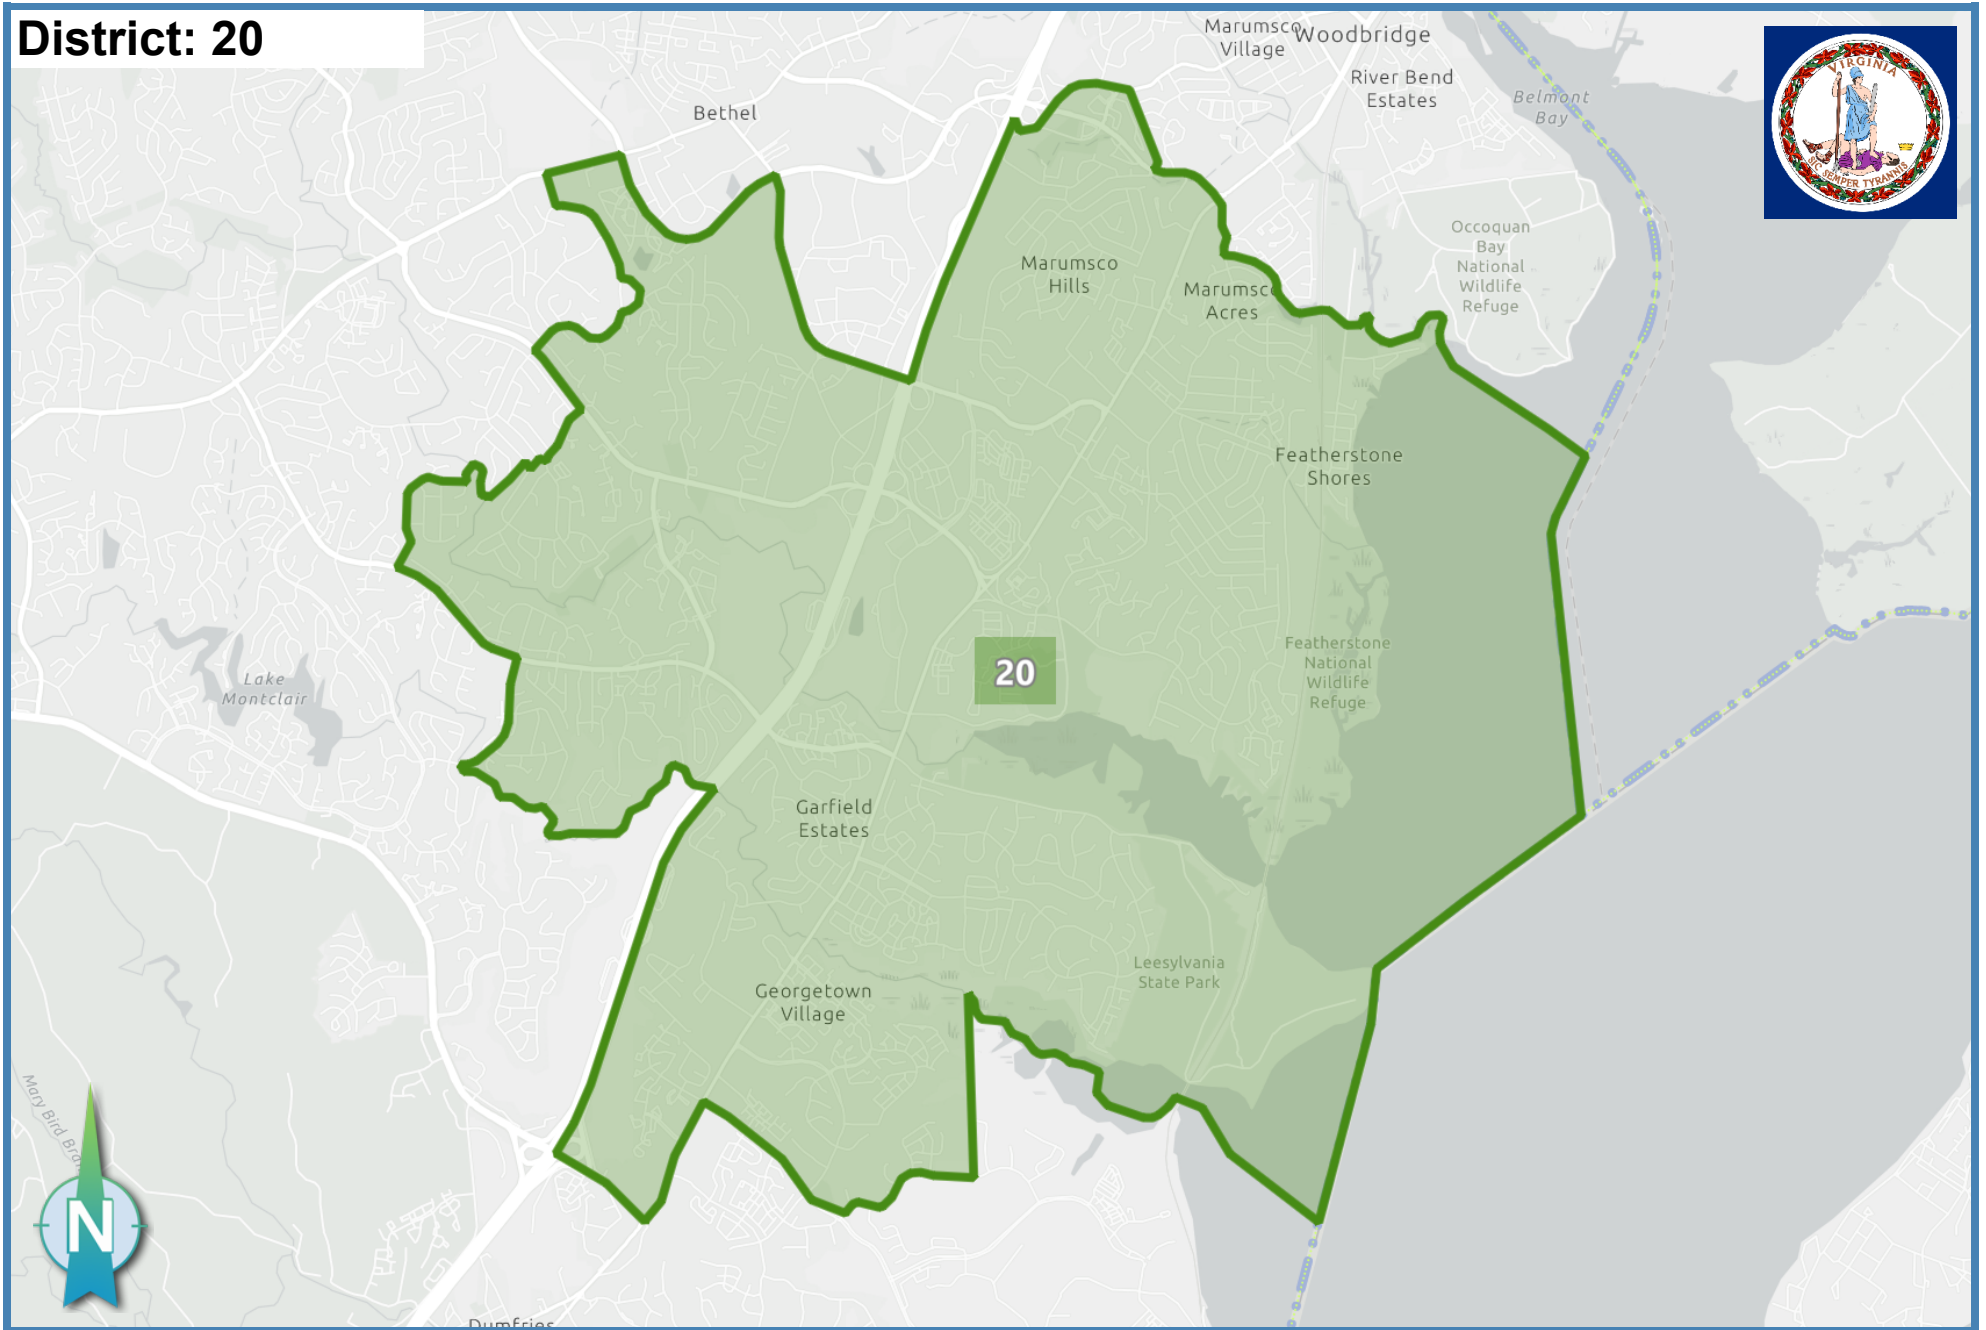 District: 20
Marumsco
Village
Woodbridge
River Bend
Estates
Belmont
Bay
VIRGINIA
SIC SEMPER TYRANNIS
Bethel
Occoquan
Bay
National
Wildlife
Refuge
Marumsco
Hills
Marumsco
Acres
Featherstone
Shores
Featherstone
National
Wildlife
Refuge
20
Lake
Montclair
Garfield
Estates
Leesylvania
State Park
Georgetown
Village
Mary Bird
N
Dumfries